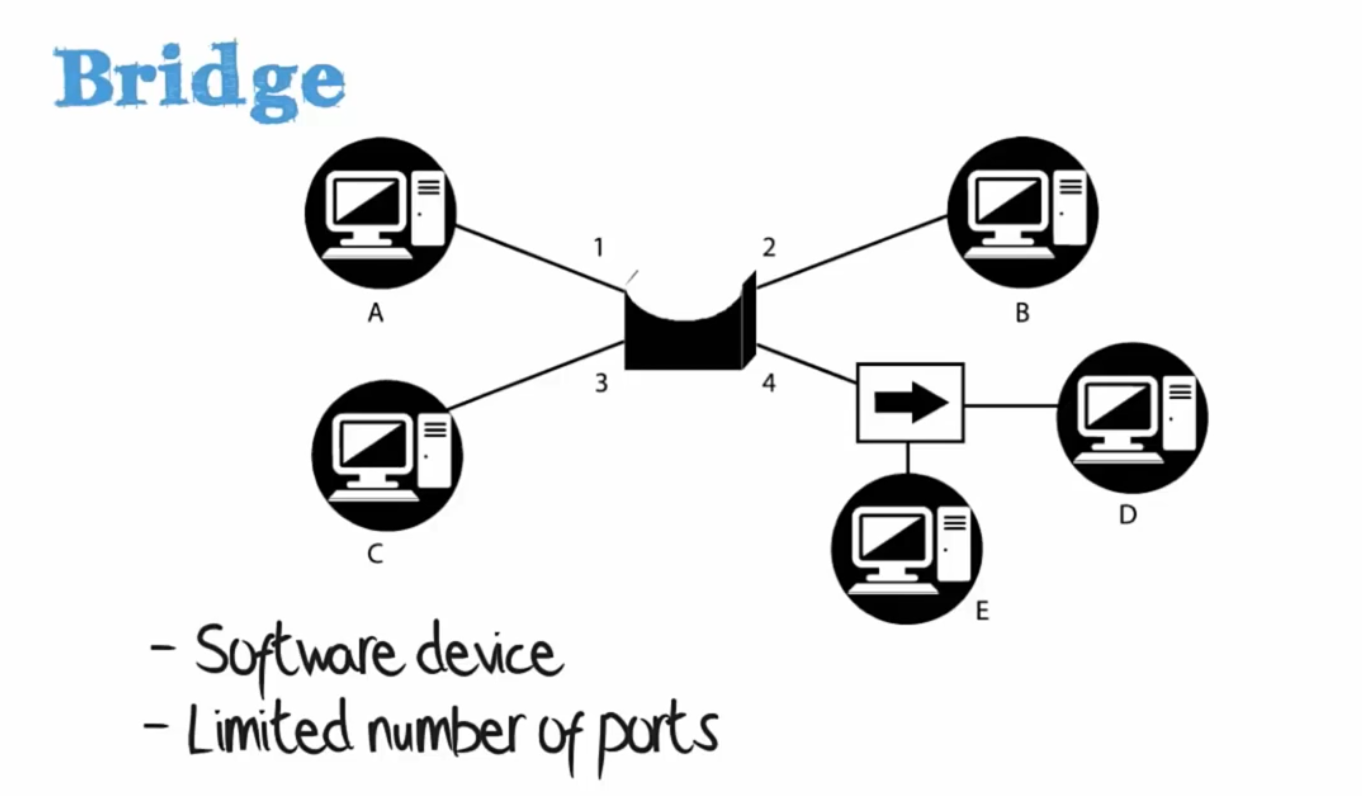 Bridge
1
2
A
B
3
4
C
D
E
- Software device
- Limited number of ports